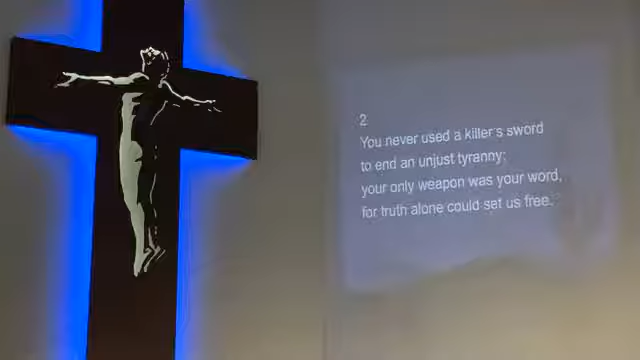 2
You never used a killer's sword
to end an unjust tyranny;
your only weapon was your word,
for truth alone could set us free.